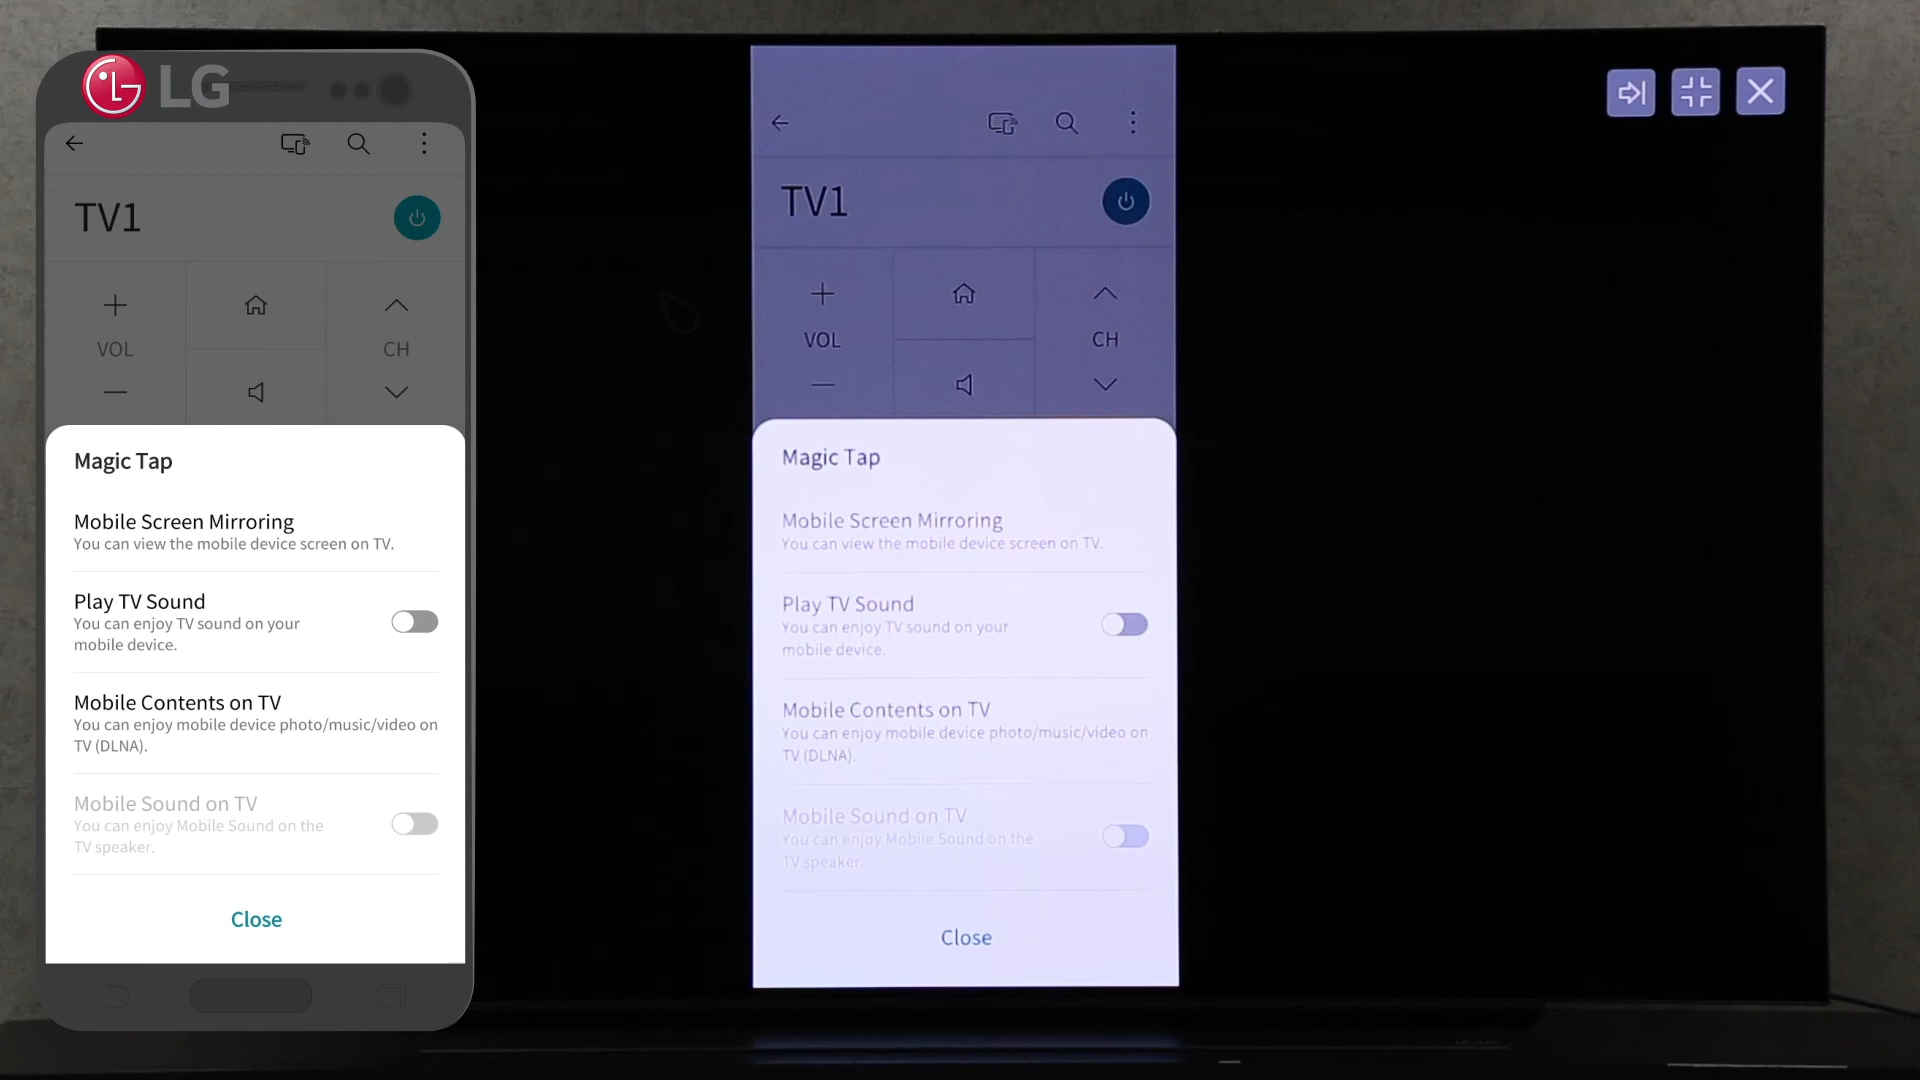 LG
TV1
VOL
CH
Magic Tap
Mobile Screen Mirroring
You can view the mobile device screen on TV.
Play TV Sound
You can enjoy TV sound on your
mobile device.
Mobile Contents on TV
You can enjoy mobile device photo/music/video on
TV (DLNA).
Mobile Sound on TV
You can enjoy Mobile Sound on the
TV speaker.
Close
TV1
VOL
CH
Magic Tap
Mobile Screen Mirroring
You can view the mobile device screen on TV.
Play TV Sound
You can enjoy TV sound on your
mobile device.
Mobile Contents on TV
You can enjoy mobile device photo/music/video on
TV (DLNA).
Mobile Sound on TV
You can enjoy Mobile Sound on the
TV speaker.
Close